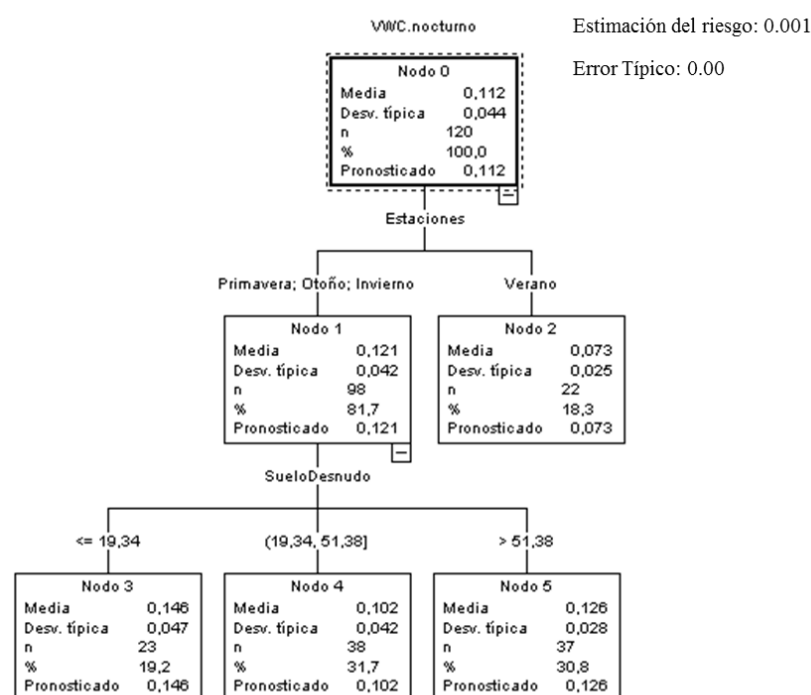 VWC.nocturno
Estimación del riesgo: 0.001
Error Típico: 0.00
Nodo 0
Media 0,112
Desv. típica 0,044
n 120
% 100,0
Pronosticado 0,112
Estaciones
Primavera; Otoño; Invierno
Verano
Nodo 1
Media 0,121
Desv. típica 0,042
n 98
% 81,7
Pronosticado 0,121
Nodo 2
Media 0,073
Desv. típica 0,025
n 22
% 18,3
Pronosticado 0,073
SueloDesnudo
<= 19,34
(19,34, 51,38]
> 51,38
Nodo 3
Media 0,146
Desv. típica 0,047
n 23
% 19,2
Pronosticado 0,146
Nodo 4
Media 0,102
Desv. típica 0,042
n 38
% 31,7
Pronosticado 0,102
Nodo 5
Media 0,126
Desv. típica 0,028
n 37
% 30,8
Pronosticado 0,126